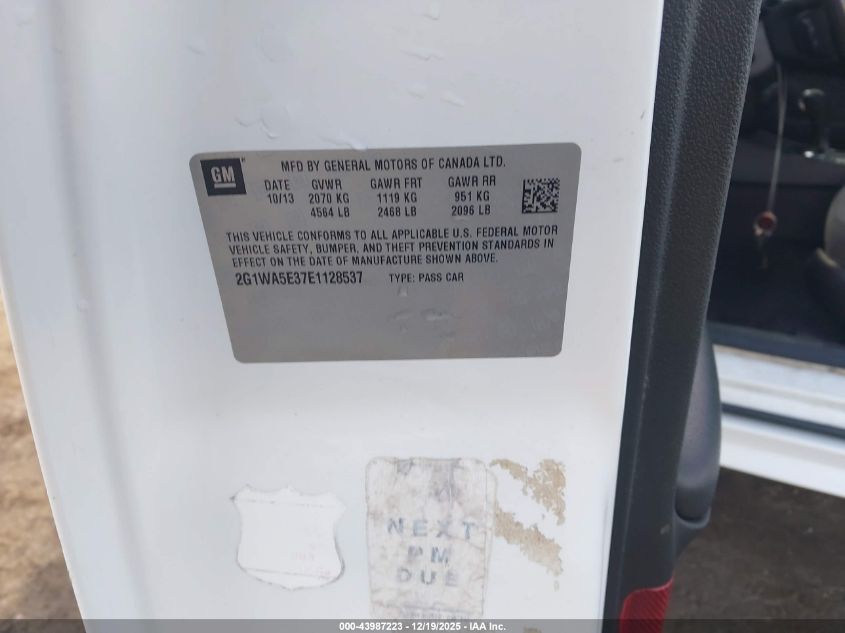 GM
MFD BY GENERAL MOTORS OF CANADA LTD.
DATE GVWR GAWR FRT GAWR RR
10/13 2070 KG 1119 KG 951 KG
4564 LB 2468 LB 2096 LB
THIS VEHICLE CONFORMS TO ALL APPLICABLE U.S. FEDERAL MOTOR
VEHICLE SAFETY, BUMPER, AND THEFT PREVENTION STANDARDS IN
EFFECT ON THE DATE OF MANUFACTURE SHOWN ABOVE.
2G1WA5E37E1128537 TYPE: PASS CAR
NEXT
PM
DUE
000-43987223 - 12/19/2025 - IAA Inc.